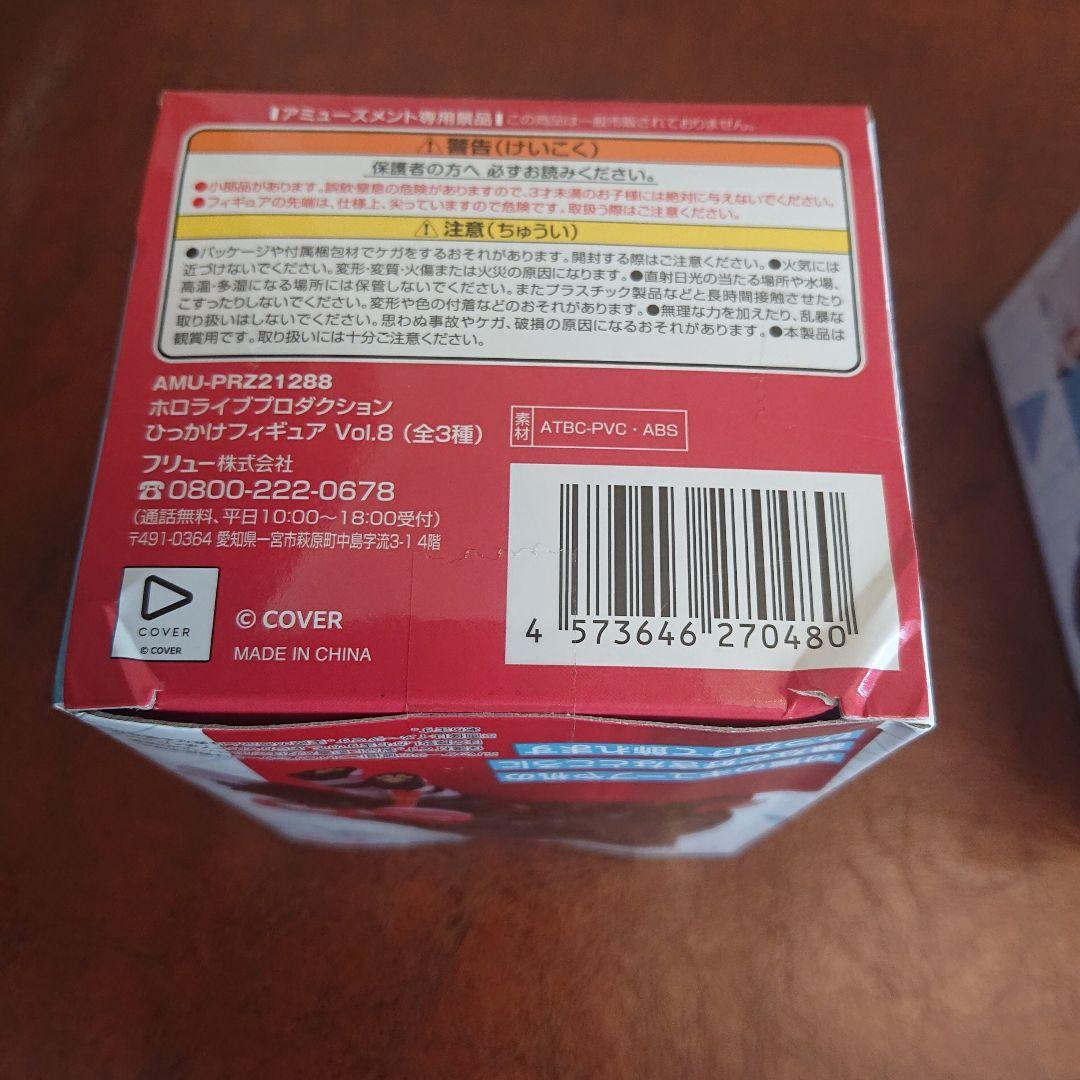 アミューズメント専用景品 この商品は一般市販されておりません。
⚠警告(けいこく)
保護者の方へ 必ずお読みください。
●小部品があります。誤飲・窒息の危険がありますので、3才未満のお子様には絶対に与えないでください。
●フィギュアの先端は、仕様上、尖っていますので危険です。取扱う際はご注意ください。
⚠注意(ちゅうい)
●パッケージや付属梱包材でケガをするおそれがあります。開封する際はご注意ください。●火気には
近づけないでください。変形・変質・火傷または火災の原因になります。●直射日光の当たる場所や水場、
高温・多湿になる場所には保管しないでください。またプラスチック製品などと長時間接触させたり
こすったりしないでください。変形や色の付着などのおそれがあります。●無理な力を加えたり、乱暴な
取り扱いはしないでください。思わぬ事故やケガ、破損の原因になるおそれがあります。●本製品は
観賞用です。取り扱いには十分ご注意ください。
AMU-PRZ21288
ホロライブプロダクション
ひっかけフィギュア Vol.8 (全3種)
素材 ATBC-PVC・ABS
フリュー株式会社
☎0800-222-0678
(通話無料、平日10:00〜18:00受付)
〒491-0364 愛知県一宮市萩原町中島字流3-1 4階
COVER
© COVER
© COVER
MADE IN CHINA
4 573646 270480